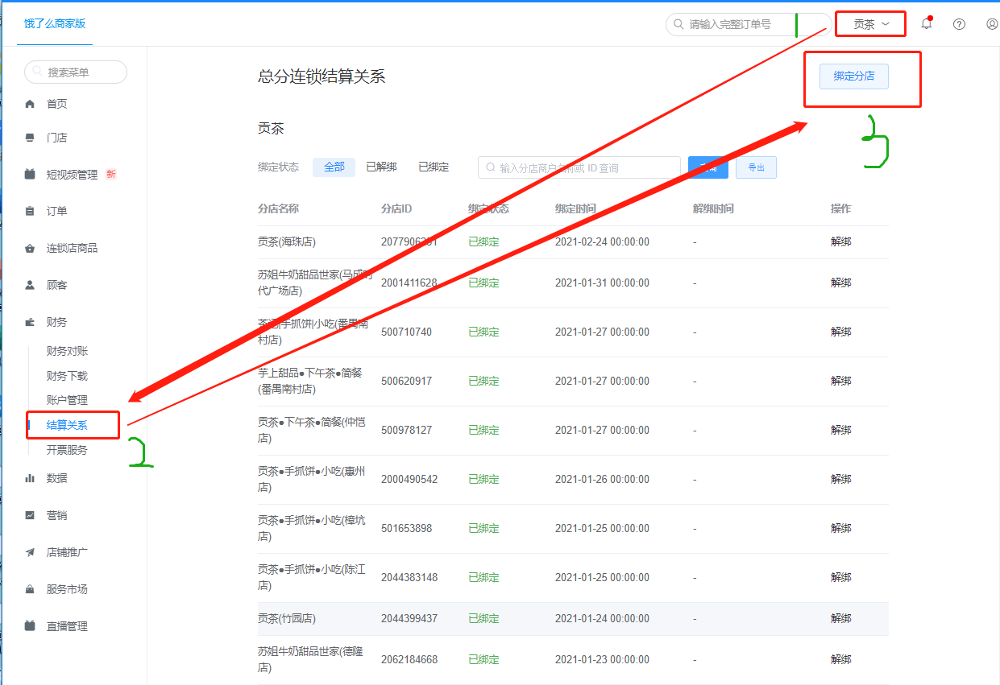 饿了么商家版
请输入完整订单号
贡茶
搜索菜单
首页
门店
短视频管理 新
订单
连锁店商品
顾客
财务
财务对账
财务下载
账户管理
结算关系
开票服务
数据
营销
店铺推广
服务市场
直播管理
总分连锁结算关系
绑定分店
贡茶
绑定状态 全部 已解绑 已绑定
输入分店商户名称或 ID 查询
查询 导出
分店名称 分店ID 绑定状态 绑定时间 解绑时间 操作
贡茶(海珠店) 2077906391 已绑定 2021-02-24 00:00:00 - 解绑
苏姐牛奶甜品世家(马成时
代广场店) 2001411628 已绑定 2021-01-31 00:00:00 - 解绑
手抓饼|小吃(番禺南
村店) 500710740 已绑定 2021-01-27 00:00:00 - 解绑
芋上甜品●下午茶●简餐
(番禺南村店) 500620917 已绑定 2021-01-27 00:00:00 - 解绑
贡茶●下午茶●简餐(仲恺
店) 500978127 已绑定 2021-01-27 00:00:00 - 解绑
贡茶●手抓饼●小吃(惠州
店) 2000490542 已绑定 2021-01-26 00:00:00 - 解绑
贡茶●手抓饼●小吃(樟坑
店) 501653898 已绑定 2021-01-25 00:00:00 - 解绑
贡茶●手抓饼●小吃(陈江
店) 2044383148 已绑定 2021-01-25 00:00:00 - 解绑
贡茶(竹园店) 2044399437 已绑定 2021-01-24 00:00:00 - 解绑
苏姐牛奶甜品世家(德隆
店) 2062184668 已绑定 2021-01-23 00:00:00 - 解绑
1
2
3